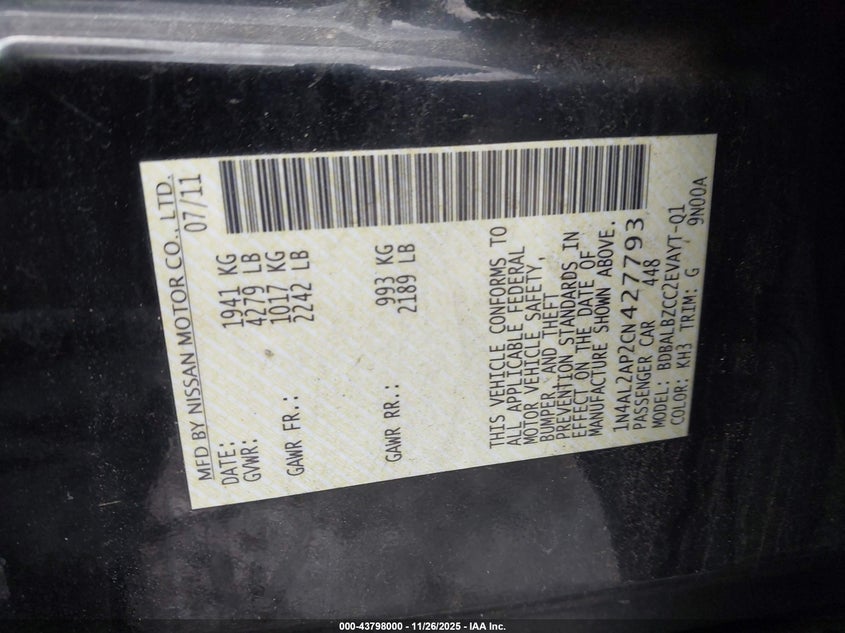 MFD BY NISSAN MOTOR CO., LTD.
DATE: 07/11
GVWR: 1941 KG
4279 LB
GAWR FR.: 1017 KG
2242 LB
GAWR RR.: 993 KG
2189 LB
THIS VEHICLE CONFORMS TO
ALL APPLICABLE FEDERAL
MOTOR VEHICLE SAFETY,
BUMPER, AND THEFT
PREVENTION STANDARDS IN
EFFECT ON THE DATE OF
MANUFACTURE SHOWN ABOVE.
1N4AL2AP2CN427793
PASSENGER CAR 448
MODEL: BDBALBZCC2EVAYT-Q1
COLOR: KH3 TRIM: G 9N00A
000-43798000 - 11/26/2025 - IAA Inc.